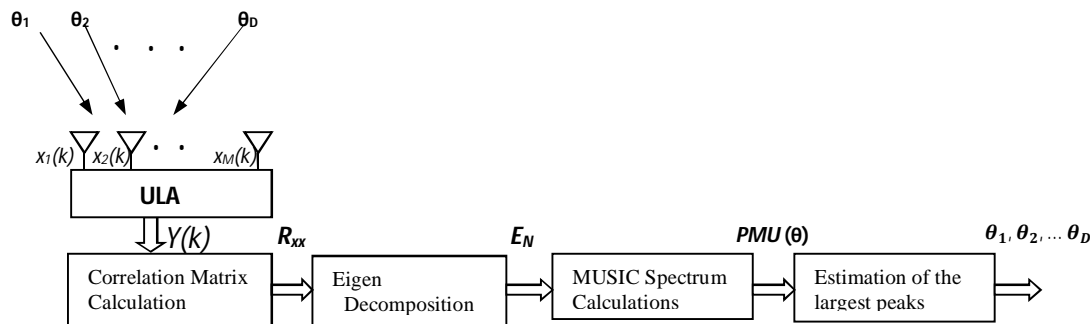 θ1 θ2 θD
. . .
x1(k) x2(k) . . xM(k)
ULA
Y(k) Rxx EN PMU (θ) θ1, θ2, ... θD
Correlation Matrix
Calculation
Eigen
Decomposition
MUSIC Spectrum
Calculations
Estimation of the
largest peaks